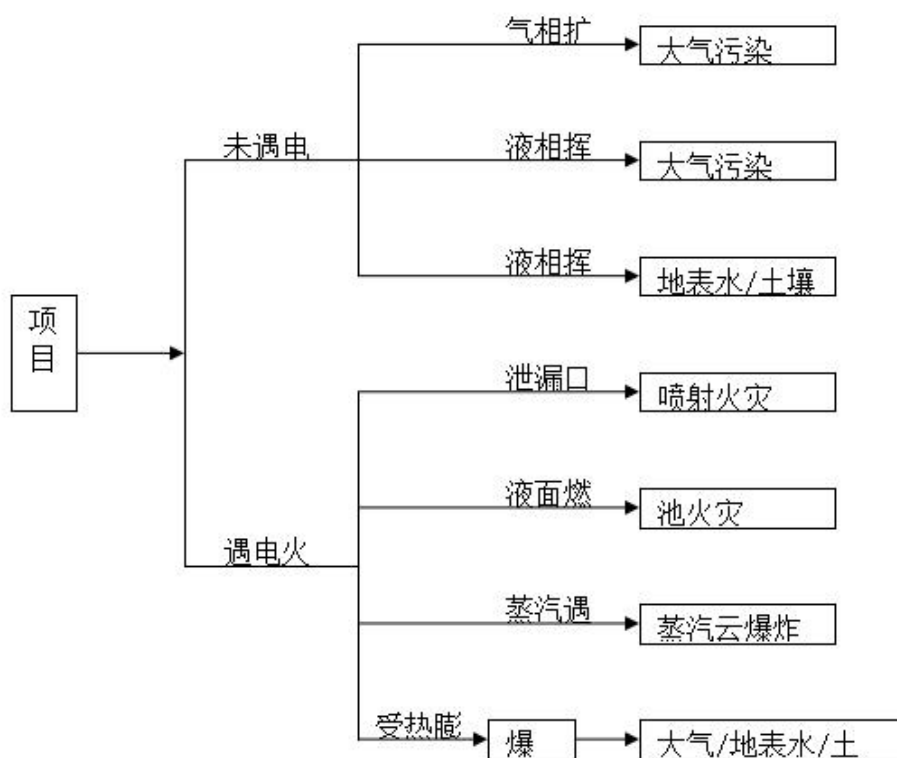 气相扩
大气污染
未遇电
液相挥
大气污染
液相挥
地表水/土壤
项
目
泄漏口
喷射火灾
液面燃
池火灾
遇电火
蒸汽遇
蒸汽云爆炸
受热膨
爆
大气/地表水/土